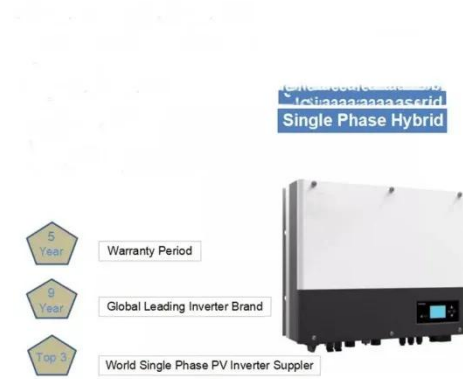 Single Phase Hybrid
5
Year
Warranty Period
9
Year
Global Leading Inverter Brand
Top 3
World Single Phase PV Inverter Suppler